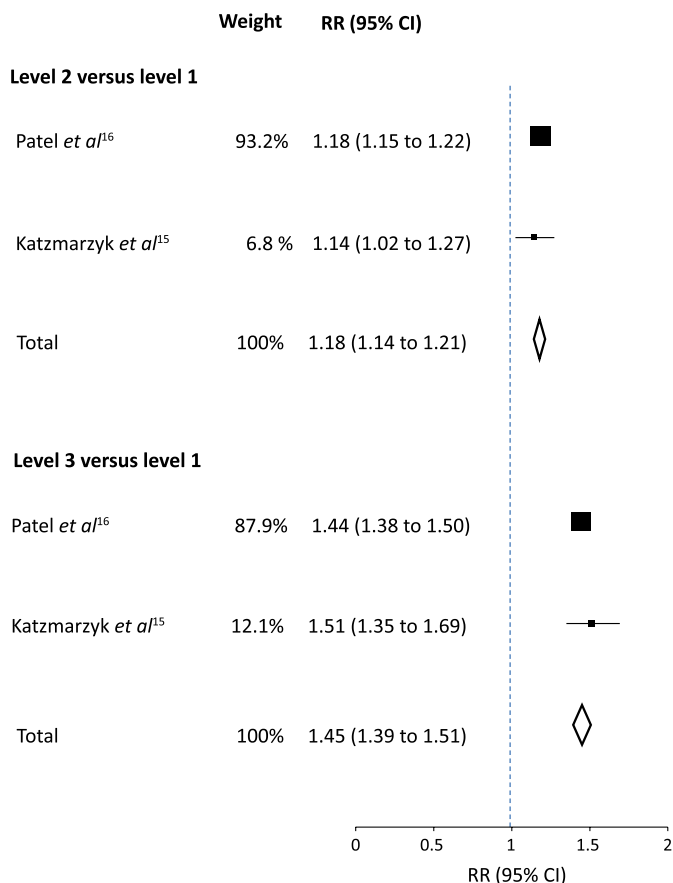 Weight RR (95% CI)
Level 2 versus level 1
Patel et al16 93.2% 1.18 (1.15 to 1.22)
Katzmarzyk et al15 6.8 % 1.14 (1.02 to 1.27)
Total 100% 1.18 (1.14 to 1.21)
Level 3 versus level 1
Patel et al16 87.9% 1.44 (1.38 to 1.50)
Katzmarzyk et al15 12.1% 1.51 (1.35 to 1.69)
Total 100% 1.45 (1.39 to 1.51)
0 0.5 1 1.5 2
RR (95% CI)